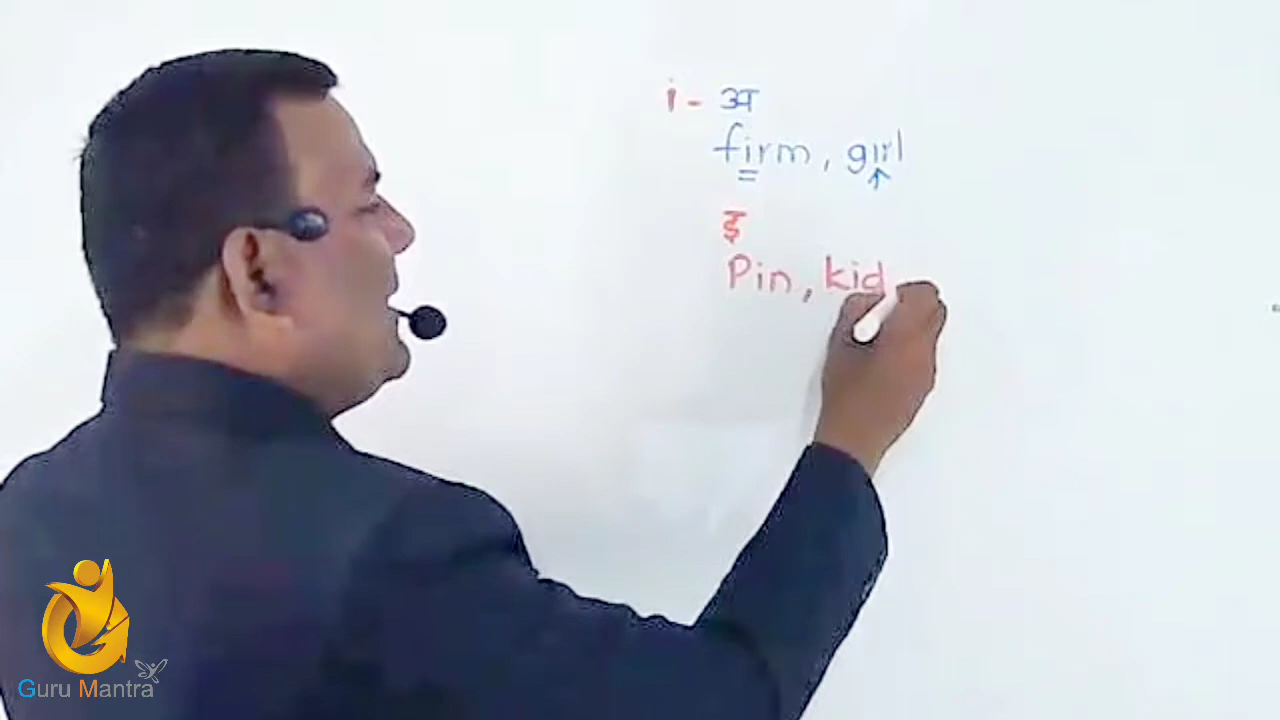 i - अ
firm, girl
इ
Pin, kid
Guru Mantra